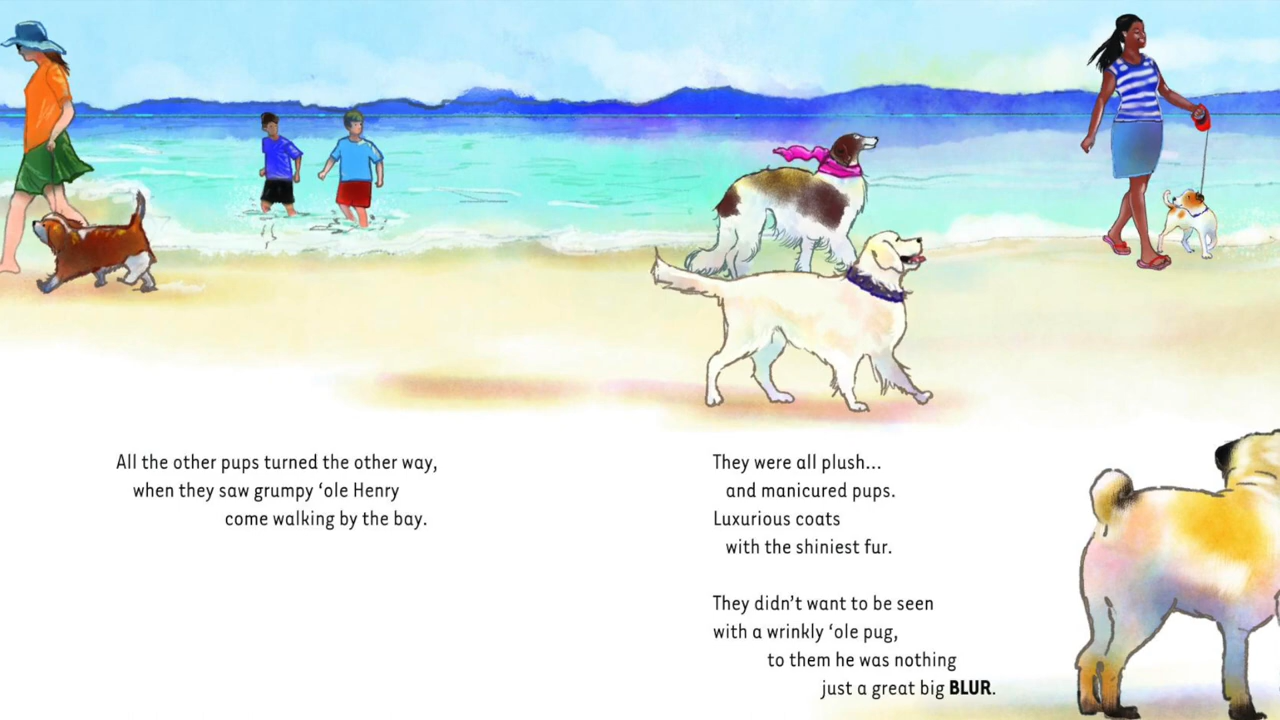 All the other pups turned the other way,
when they saw grumpy ‘ole Henry
come walking by the bay.
They were all plush...
and manicured pups.
Luxurious coats
with the shiniest fur.
They didn’t want to be seen
with a wrinkly ‘ole pug,
to them he was nothing
just a great big BLUR.